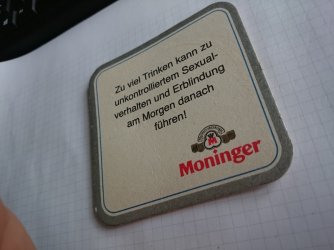 Zu viel Trinken kann zu
unkontrolliertem Sexual-
verhalten und Erblindung
am Morgen danach
führen!
M
Moninger